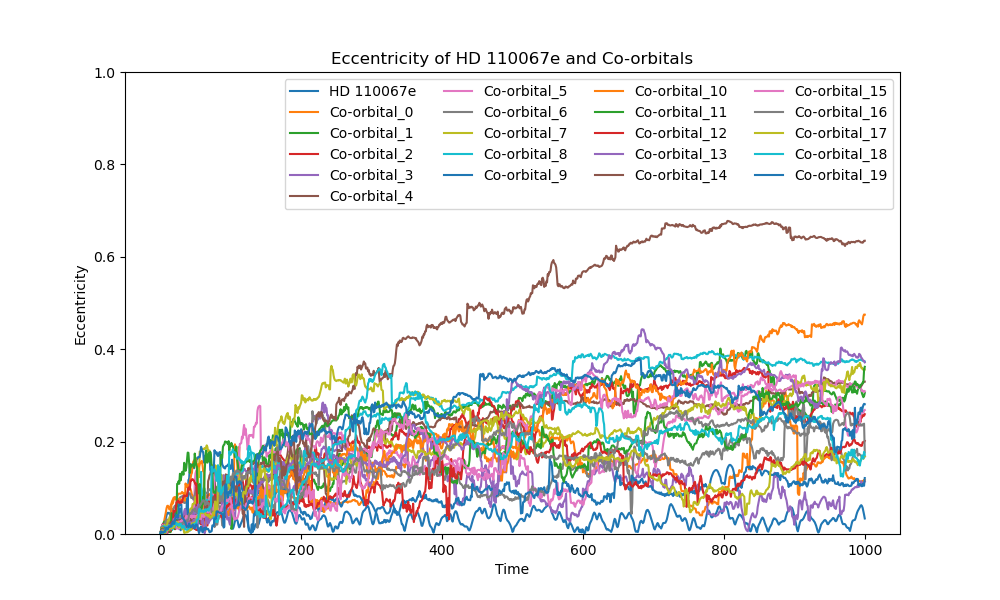 Eccentricity of HD 110067e and Co-orbitals
1.0
0.8
0.6
0.4
0.2
0.0
Eccentricity
HD 110067e
Co-orbital_0
Co-orbital_1
Co-orbital_2
Co-orbital_3
Co-orbital_4
Co-orbital_5
Co-orbital_6
Co-orbital_7
Co-orbital_8
Co-orbital_9
Co-orbital_10
Co-orbital_11
Co-orbital_12
Co-orbital_13
Co-orbital_14
Co-orbital_15
Co-orbital_16
Co-orbital_17
Co-orbital_18
Co-orbital_19
0 200 400 600 800 1000
Time